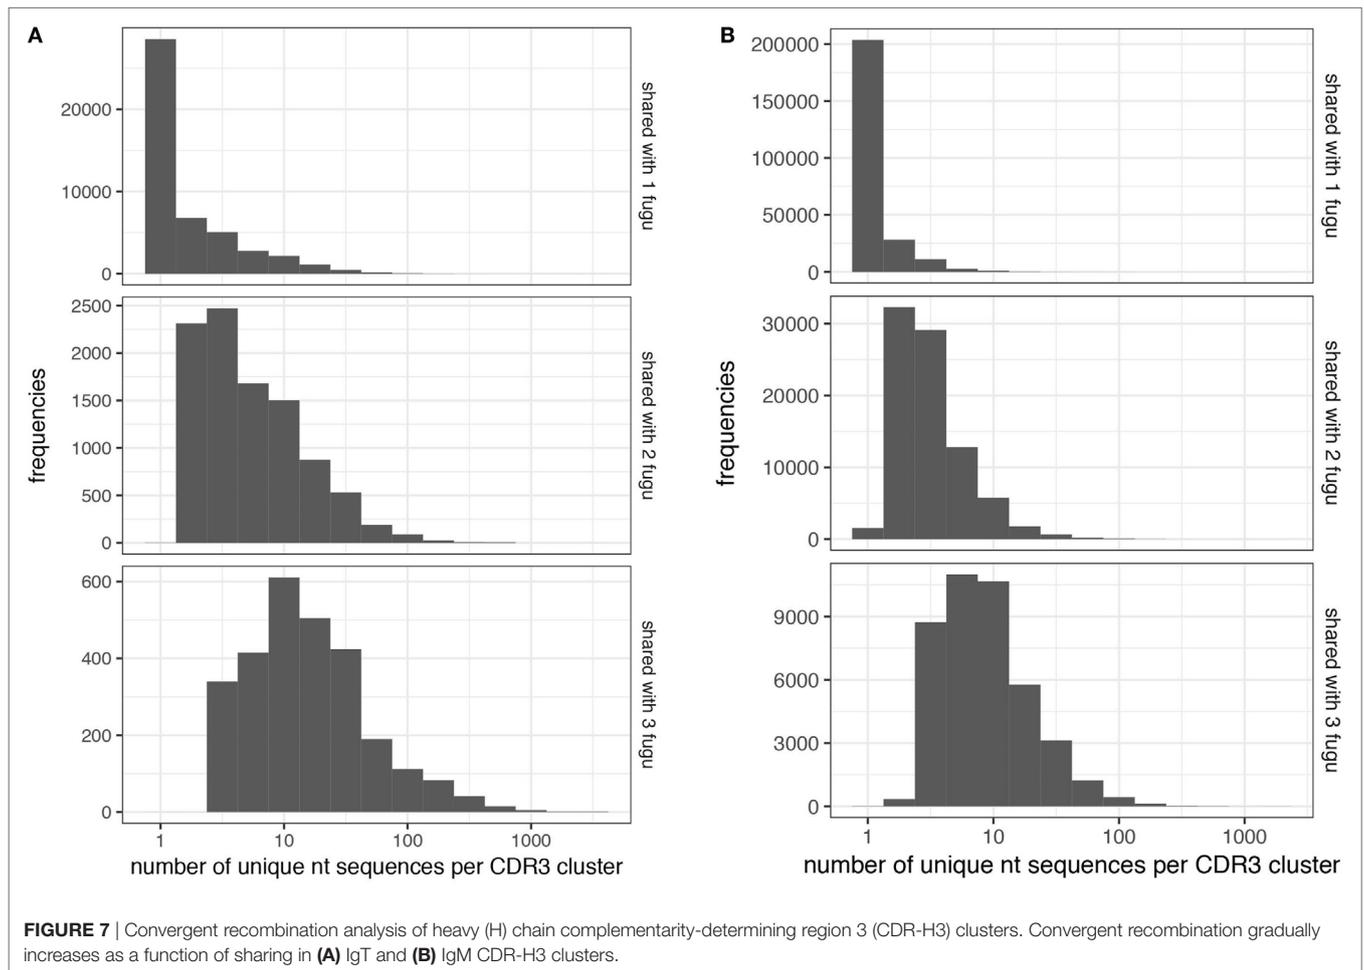 A
20000
10000
0
shared with 1 fugu
2500
2000
1500
1000
500
0
shared with 2 fugu
frequencies
600
400
200
0
shared with 3 fugu
1 10 100 1000
number of unique nt sequences per CDR3 cluster
B
200000
150000
100000
50000
0
shared with 1 fugu
30000
20000
10000
0
shared with 2 fugu
frequencies
9000
6000
3000
0
shared with 3 fugu
1 10 100 1000
number of unique nt sequences per CDR3 cluster
FIGURE 7 | Convergent recombination analysis of heavy (H) chain complementarity-determining region 3 (CDR-H3) clusters. Convergent recombination gradually
increases as a function of sharing in (A) IgT and (B) IgM CDR-H3 clusters.